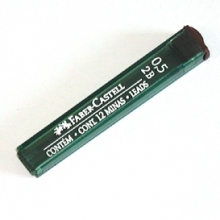 FABER-CASTELL
CONTÉM • CONT. 12 MINAS • LEADS
0.5
2B